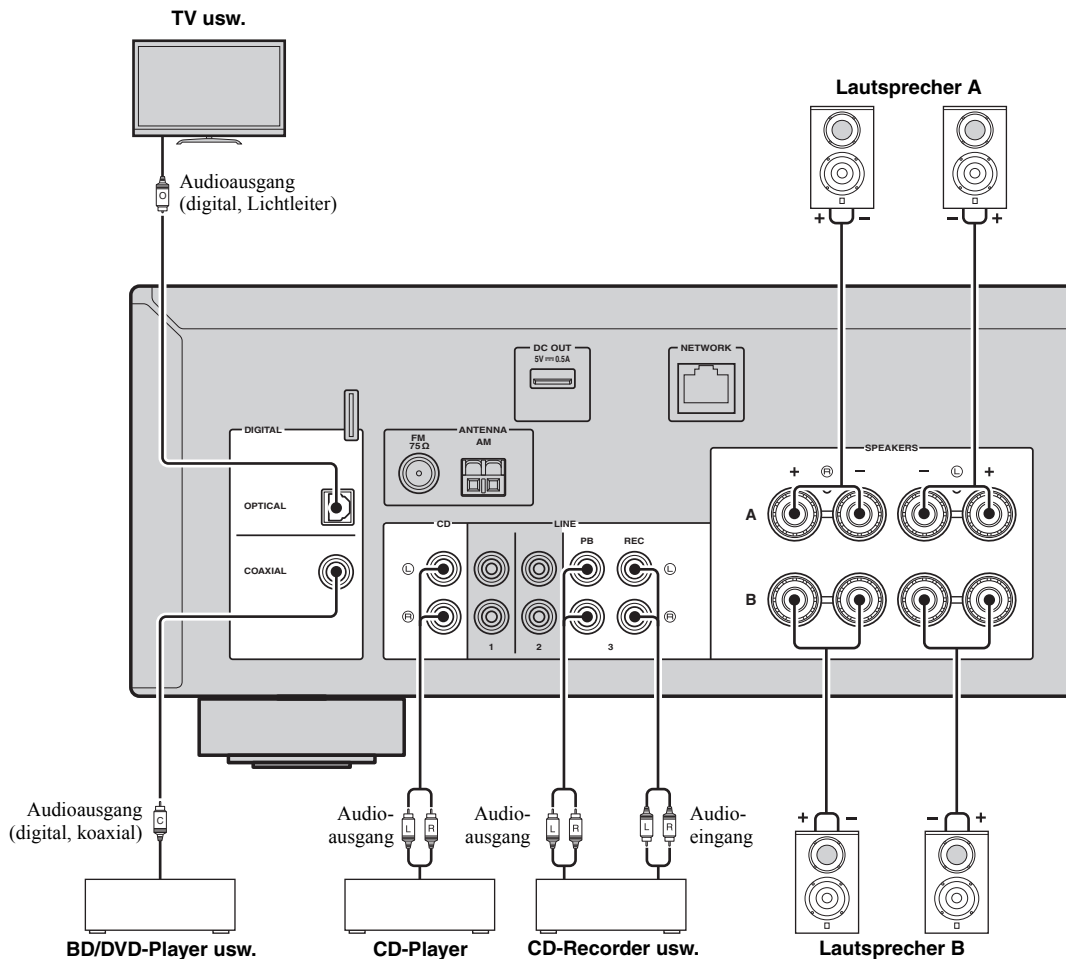 TV usw.
Lautsprecher A
Audioausgang
(digital, Lichtleiter)
O
+ − − +
DC OUT
5V ⎓ 0.5A
NETWORK
DIGITAL
ANTENNA
FM
75 Ω
AM
SPEAKERS
+ R − − L +
OPTICAL
A
CD
LINE
PB
REC
COAXIAL
L
L
B
R
R
1
2
3
Audioausgang
(digital, koaxial)
C
Audio-
ausgang
L R
Audio-
ausgang
L R
L R
Audio-
eingang
+ − − +
BD/DVD-Player usw.
CD-Player
CD-Recorder usw.
Lautsprecher B